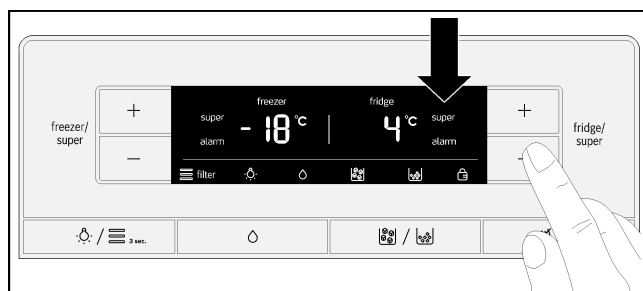 freezer
fridge
super
- 18 °C
4 °C
super
alarm
alarm
freezer/
super
+
−
+
−
fridge/
super
filter
/ 3 sec.
/